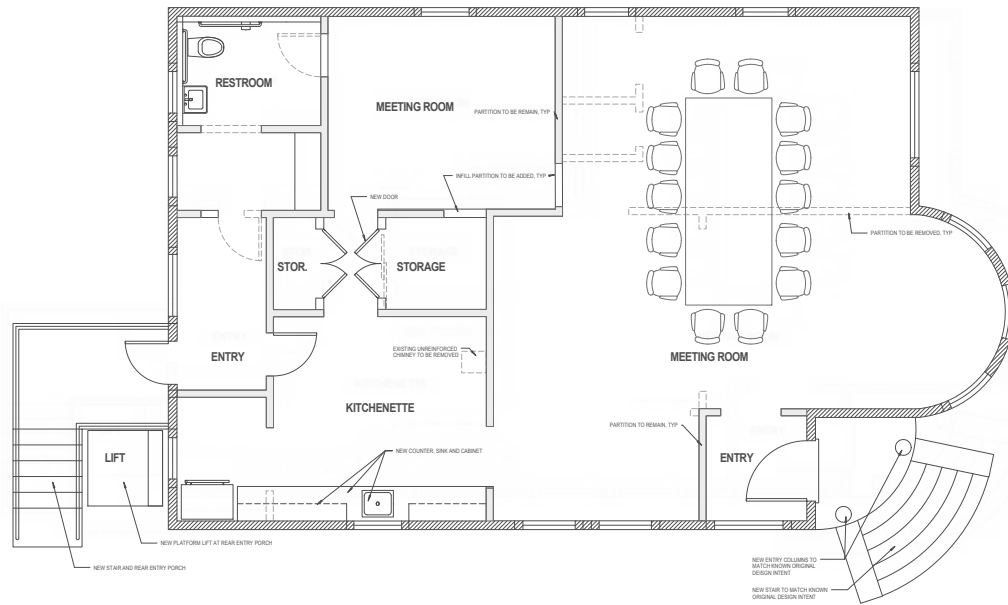 RESTROOM
MEETING ROOM
PARTITION TO BE REMAIN, TYP
INFILL PARTITION TO BE ADDED, TYP
NEW DOOR
PARTITION TO BE REMOVED, TYP
STOR.
STORAGE
EXISTING UNREINFORCED
CHIMNEY TO BE REMOVED
ENTRY
MEETING ROOM
KITCHENETTE
PARTITION TO REMAIN, TYP
LIFT
NEW COUNTER, SINK AND CABINET
ENTRY
NEW PLATFORM LIFT AT REAR ENTRY PORCH
NEW STAIR AND REAR ENTRY PORCH
NEW ENTRY COLUMNS TO
MATCH KNOWN ORIGINAL
DEISGN INTENT
NEW STAIR TO MATCH KNOWN
ORIGINAL DESIGN INTENT